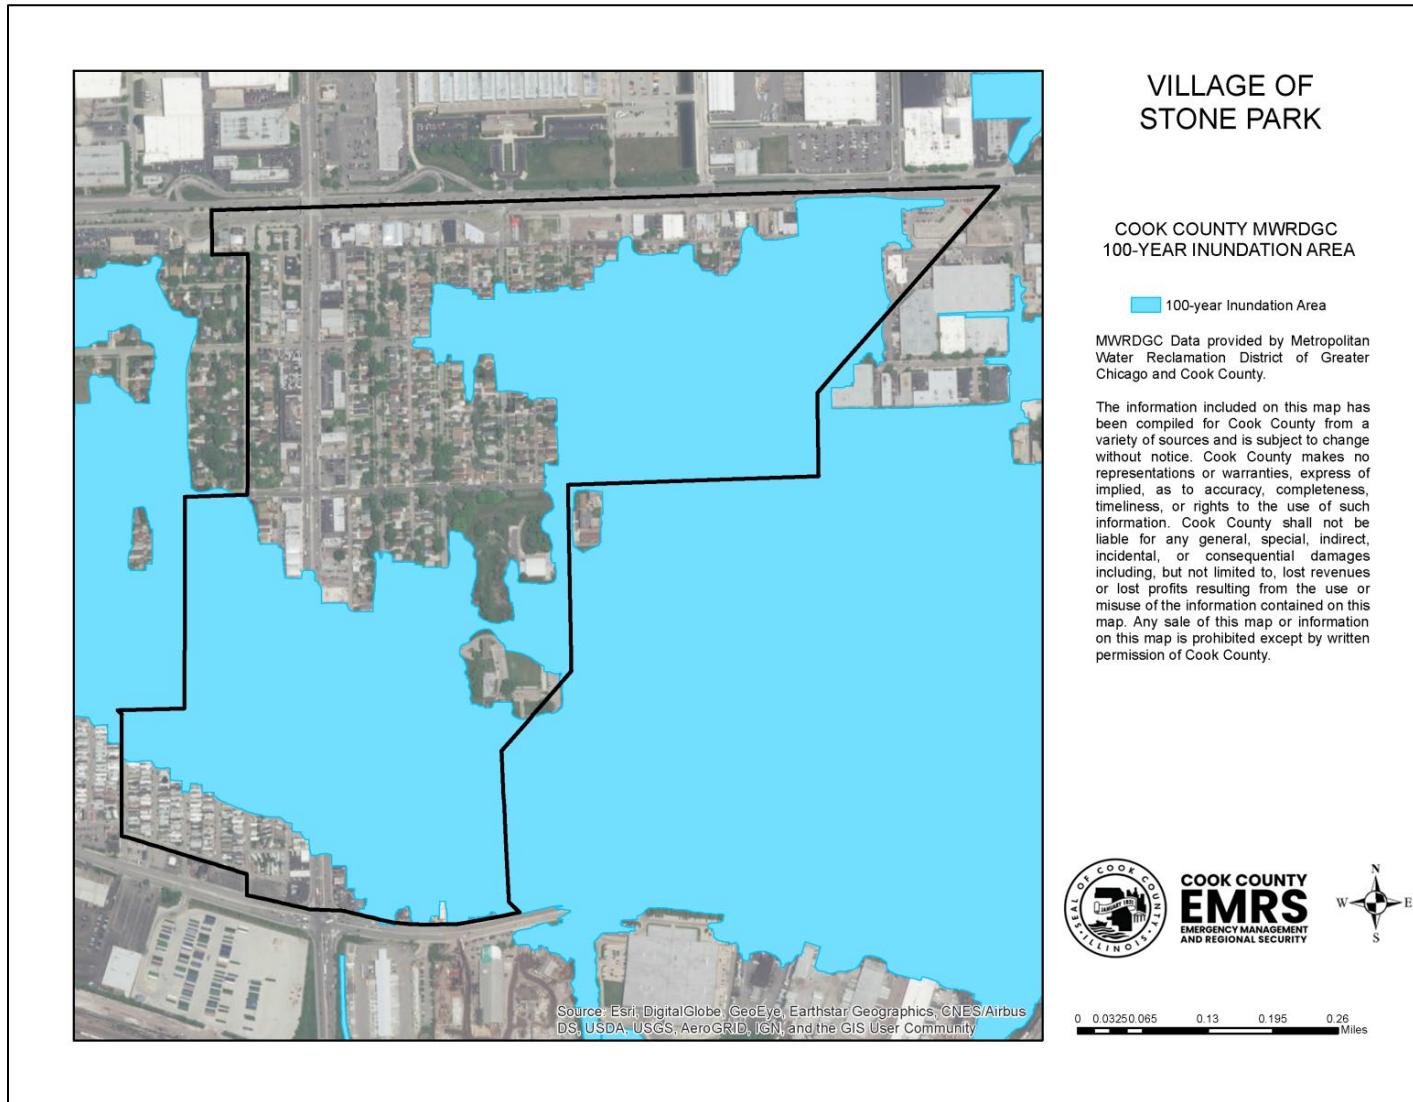 VILLAGE OF
STONE PARK
COOK COUNTY MWRDGC
100-YEAR INUNDATION AREA
100-year Inundation Area
MWRDGC Data provided by Metropolitan
Water Reclamation District of Greater
Chicago and Cook County.
The information included on this map has
been compiled for Cook County from a
variety of sources and is subject to change
without notice. Cook County makes no
representations or warranties, express of
implied, as to accuracy, completeness,
timeliness, or rights to the use of such
information. Cook County shall not be
liable for any general, special, indirect,
incidental, or consequential damages
including, but not limited to, lost revenues
or lost profits resulting from the use or
misuse of the information contained on this
map. Any sale of this map or information
on this map is prohibited except by written
permission of Cook County.
SEAL OF COOK COUNTY
JANUARY 1831
ILLINOIS
COOK COUNTY
EMRS
EMERGENCY MANAGEMENT
AND REGIONAL SECURITY
N
W E
S
0 0.0325 0.065 0.13 0.195 0.26
Miles
Source: Esri, DigitalGlobe, GeoEye, Earthstar Geographics, CNES/Airbus
DS, USDA, USGS, AeroGRID, IGN, and the GIS User Community